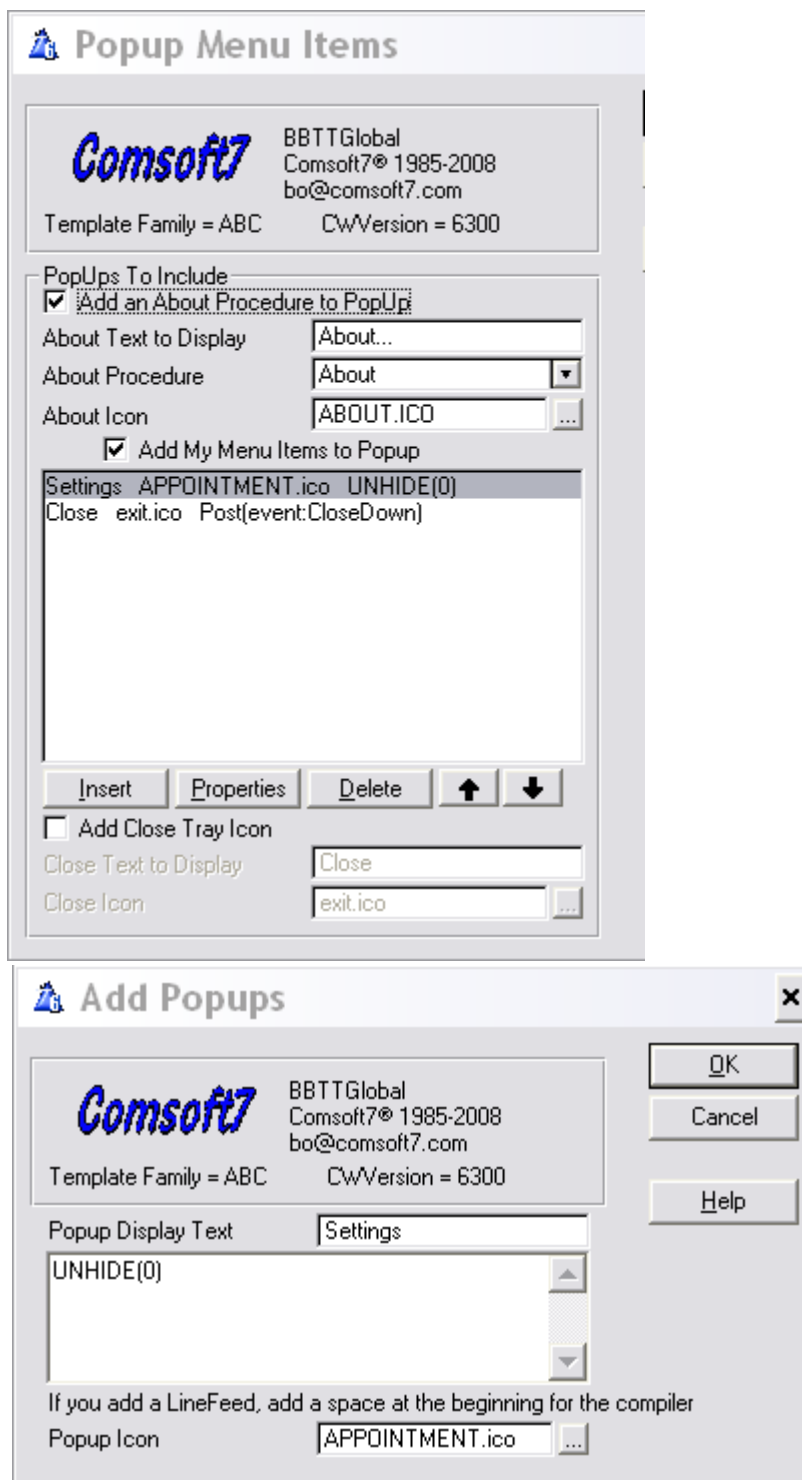 Popup Menu Items
Comsoft7
BBTTGlobal
Comsoft7® 1985-2008
bo@comsoft7.com
Template Family = ABC CWVersion = 6300
PopUps To Include
Add an About Procedure to PopUp
About Text to Display About...
About Procedure About
About Icon ABOUT.ICO ...
Add My Menu Items to Popup
Settings APPOINTMENT.ico UNHIDE(0)
Close exit.ico Post(event:CloseDown)
Insert Properties Delete
Add Close Tray Icon
Close Text to Display Close
Close Icon exit.ico ...
Add Popups
Comsoft7
BBTTGlobal
Comsoft7® 1985-2008
bo@comsoft7.com
Template Family = ABC CWVersion = 6300
OK
Cancel
Help
Popup Display Text Settings
UNHIDE(0)
If you add a LineFeed, add a space at the beginning for the compiler
Popup Icon APPOINTMENT.ico ...